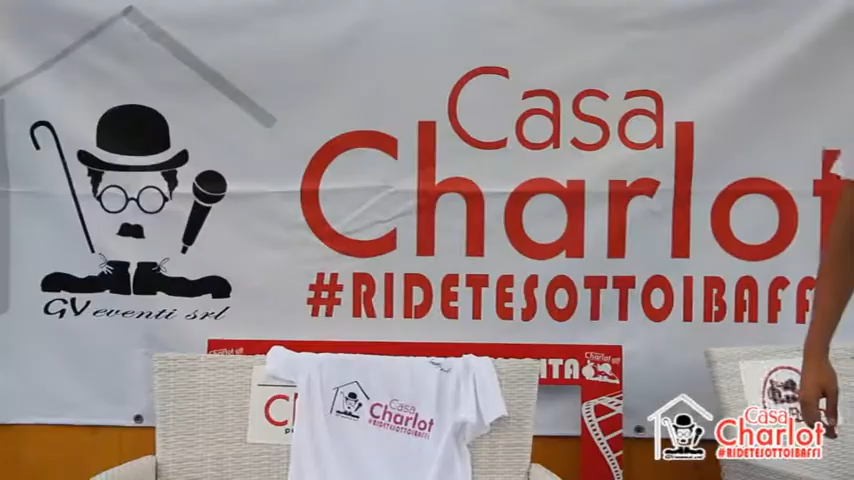 Casa
Charlot
#RIDETESOTTOIBAFFI
GV eventi srl
Casa
Charlot
#RIDETESOTTOIBAFFI
Casa
Charlot
#RIDETESOTTOIBAFFI